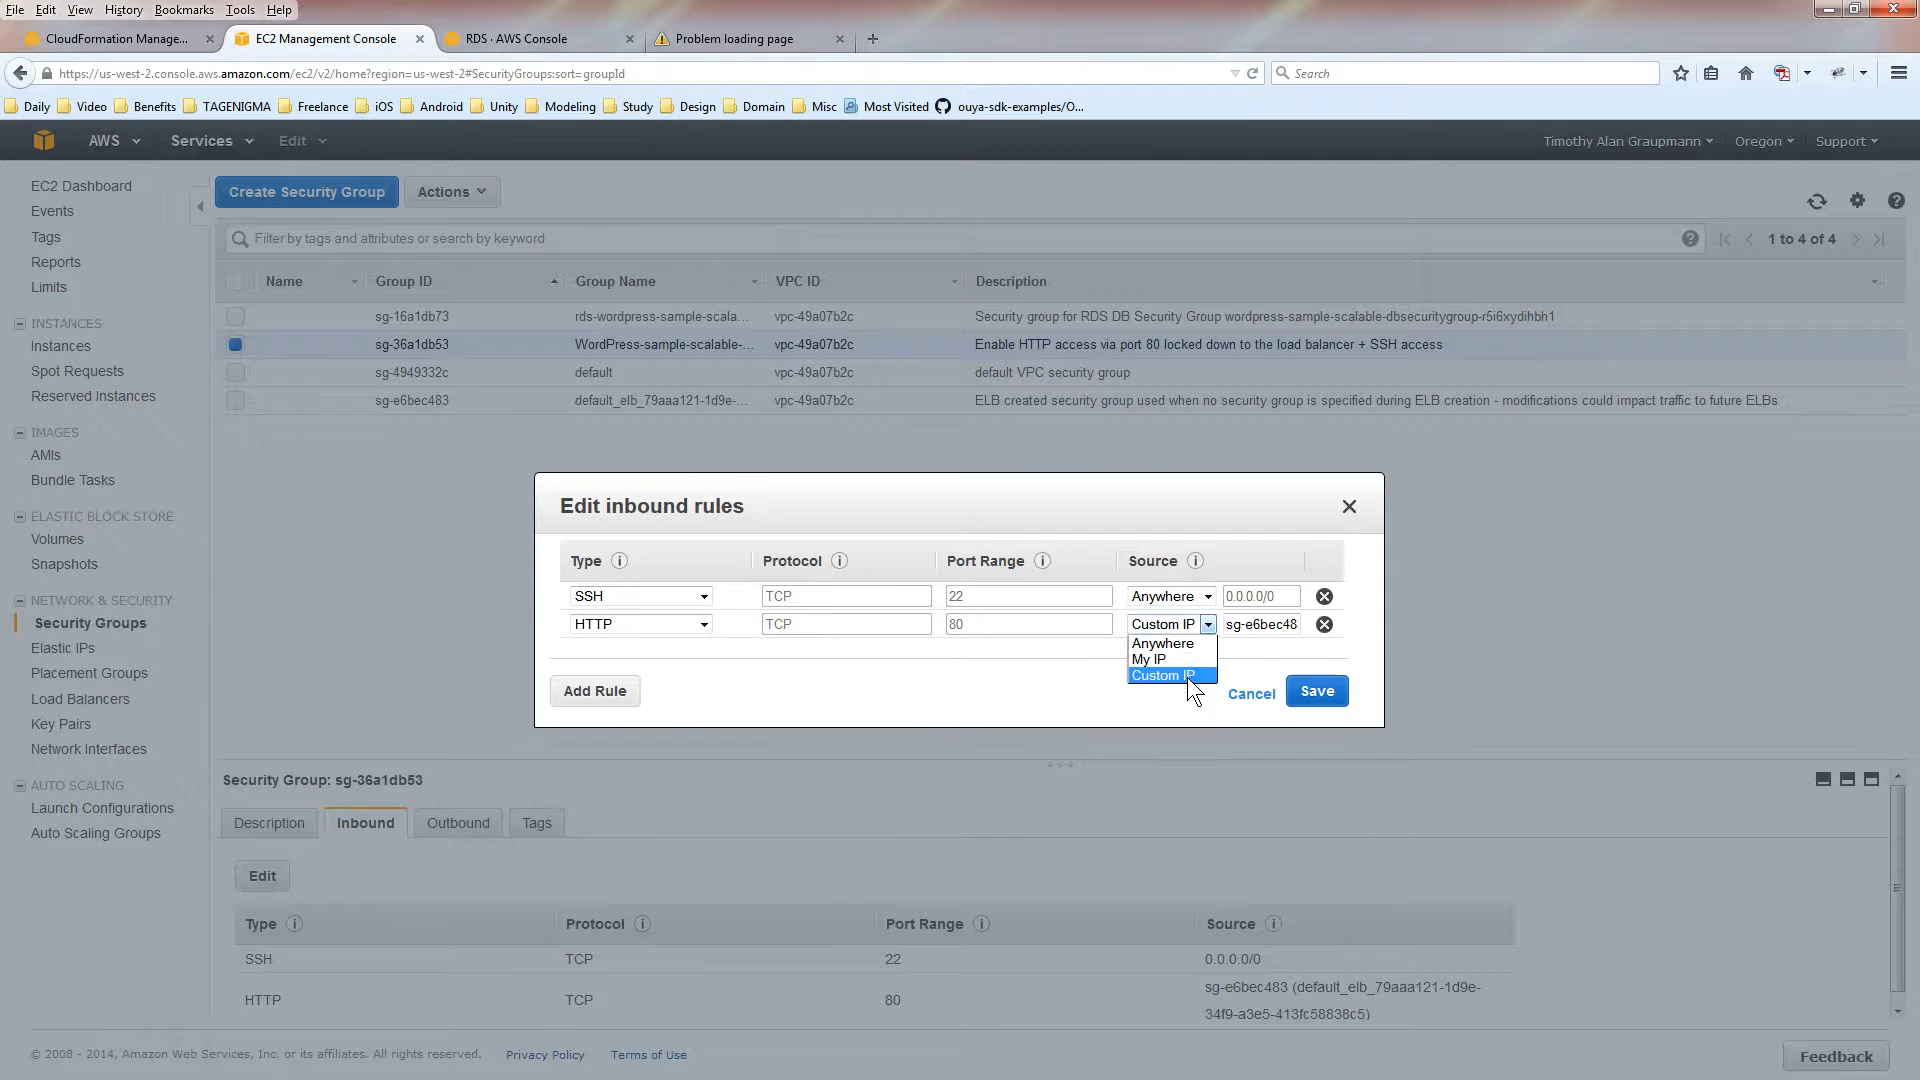 File Edit View History Bookmarks Tools Help
CloudFormation Manage... EC2 Management Console RDS · AWS Console Problem loading page
https://us-west-2.console.aws.amazon.com/ec2/v2/home?region=us-west-2#SecurityGroups:sort=groupId Search
Daily Video Benefits TAGENIGMA Freelance iOS Android Unity Modeling Study Design Domain Misc Most Visited ouya-sdk-examples/O...
AWS Services Edit Timothy Alan Graupmann Oregon Support
EC2 Dashboard
Events
Tags
Reports
Limits
INSTANCES
Instances
Spot Requests
Reserved Instances
IMAGES
AMIs
Bundle Tasks
ELASTIC BLOCK STORE
Volumes
Snapshots
NETWORK & SECURITY
Security Groups
Elastic IPs
Placement Groups
Load Balancers
Key Pairs
Network Interfaces
AUTO SCALING
Launch Configurations
Auto Scaling Groups
Create Security Group Actions
Filter by tags and attributes or search by keyword 1 to 4 of 4
Name Group ID Group Name VPC ID Description
sg-16a1db73 rds-wordpress-sample-scala... vpc-49a07b2c Security group for RDS DB Security Group wordpress-sample-scalable-dbsecuritygroup-r5i6xydihbh1
sg-36a1db53 WordPress-sample-scalable-... vpc-49a07b2c Enable HTTP access via port 80 locked down to the load balancer + SSH access
sg-4949332c default vpc-49a07b2c default VPC security group
sg-e6bec483 default_elb_79aaa121-1d9e-... vpc-49a07b2c ELB created security group used when no security group is specified during ELB creation - modifications could impact traffic to future ELBs
Edit inbound rules
Type Protocol Port Range Source
SSH TCP 22 Anywhere 0.0.0.0/0
HTTP TCP 80 Custom IP sg-e6bec48
Anywhere
My IP
Custom IP
Add Rule Cancel Save
Security Group: sg-36a1db53
Description Inbound Outbound Tags
Edit
Type Protocol Port Range Source
SSH TCP 22 0.0.0.0/0
HTTP TCP 80 sg-e6bec483 (default_elb_79aaa121-1d9e-
34f9-a3e5-413fc58838c5)
© 2008 - 2014, Amazon Web Services, Inc. or its affiliates. All rights reserved. Privacy Policy Terms of Use Feedback